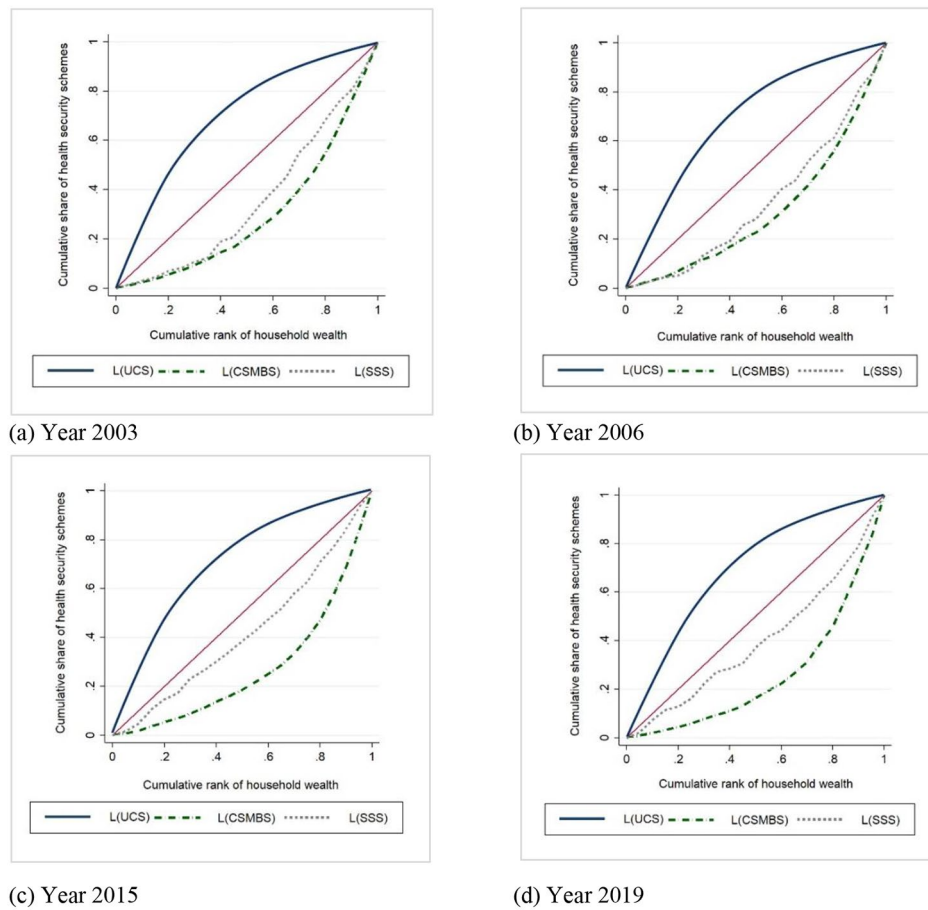 Cumulative share of health security schemes
1
.8
.6
.4
.2
0
0 .2 .4 .6 .8 1
Cumulative rank of household wealth
L(UCS) L(CSMBS) L(SSS)
(a) Year 2003
Cumulative share of health security schemes
1
.8
.6
.4
.2
0
0 .2 .4 .6 .8 1
Cumulative rank of household wealth
L(UCS) L(CSMBS) L(SSS)
(b) Year 2006
Cumulative share of health security schemes
1
.8
.6
.4
.2
0
0 .2 .4 .6 .8 1
Cumulative rank of household wealth
L(UCS) L(CSMBS) L(SSS)
(c) Year 2015
Cumulative share of health security schemes
1
.8
.6
.4
.2
0
0 .2 .4 .6 .8 1
Cumulative rank of household wealth
L(UCS) L(CSMBS) L(SSS)
(d) Year 2019